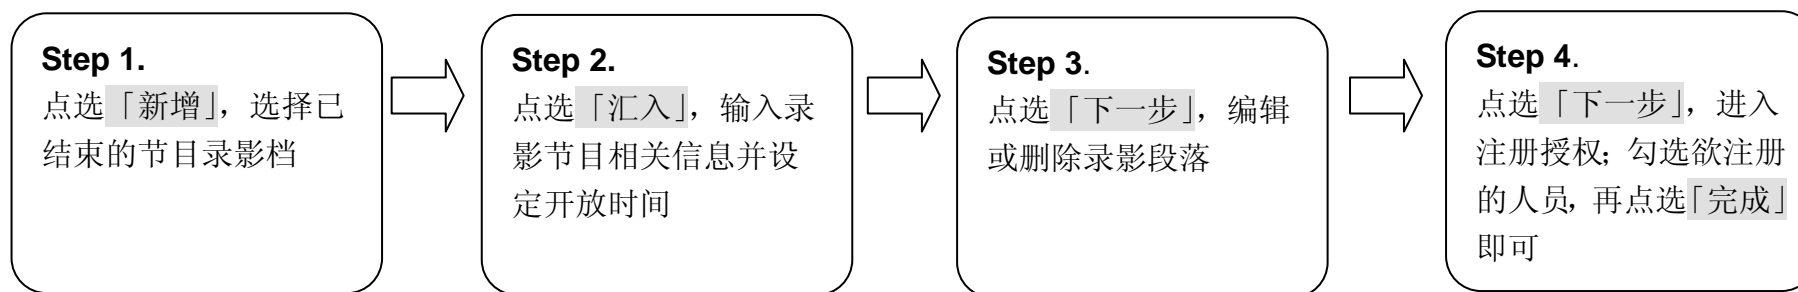 Step 1.
点选「新增」，选择已
结束的节目录影档
Step 2.
点选「汇入」，输入录
影节目相关信息并设
定开放时间
Step 3.
点选「下一步」，编辑
或删除录影段落
Step 4.
点选「下一步」，进入
注册授权；勾选欲注册
的人员，再点选「完成」
即可